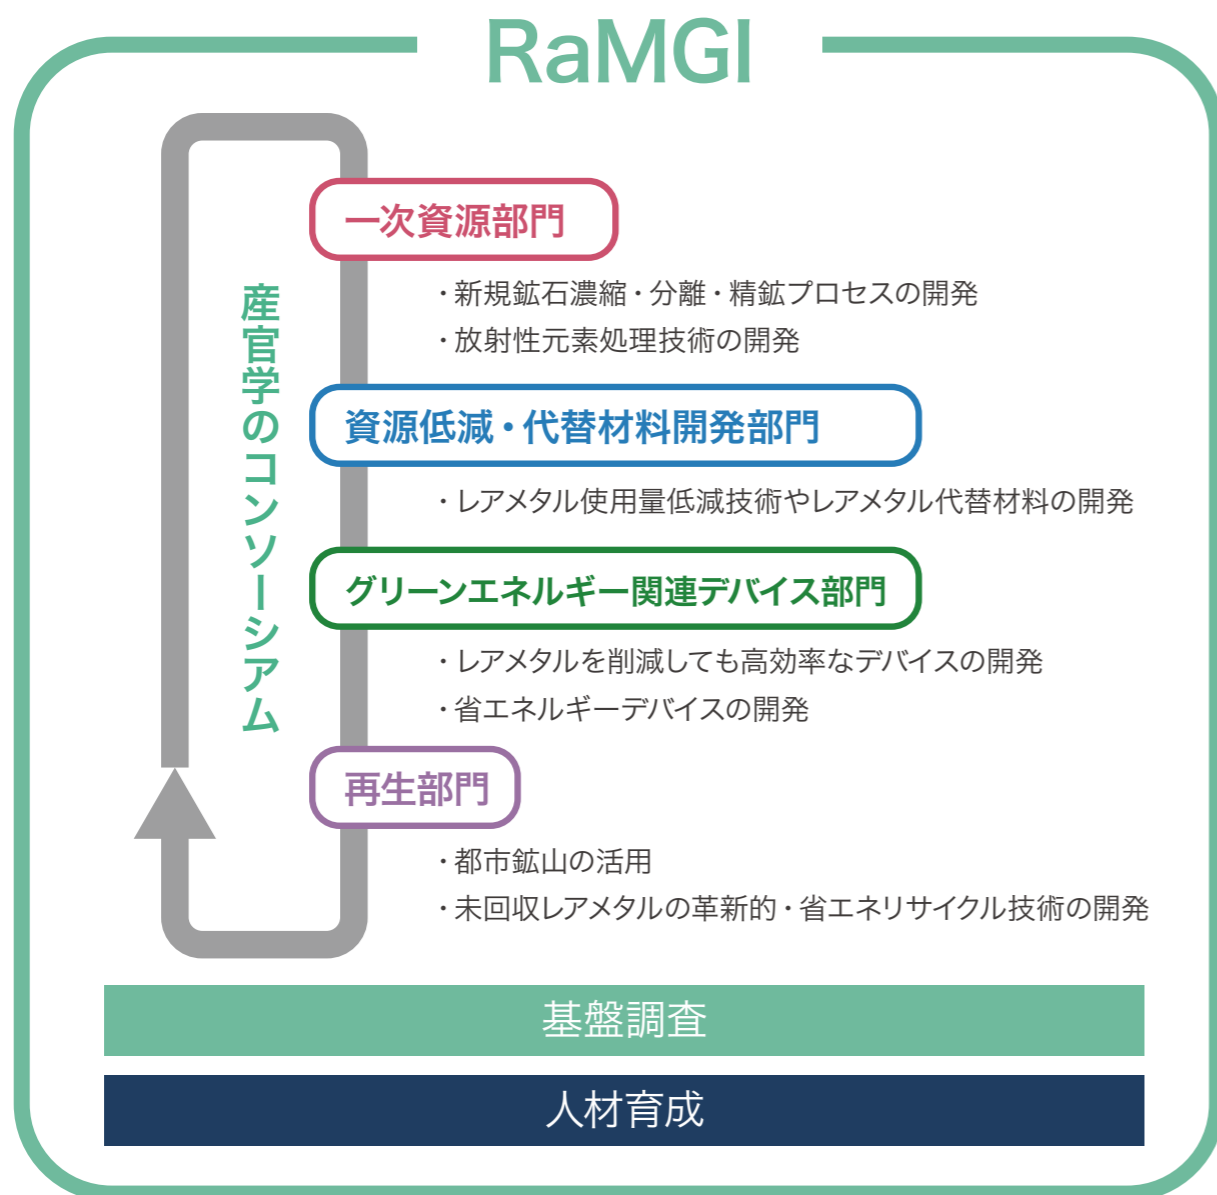 RaMGI
産官学のコンソーシアム
一次資源部門
・新規鉱石濃縮・分離・精鉱プロセスの開発
・放射性元素処理技術の開発
資源低減・代替材料開発部門
・レアメタル使用量低減技術やレアメタル代替材料の開発
グリーンエネルギー関連デバイス部門
・レアメタルを削減しても高効率なデバイスの開発
・省エネルギーデバイスの開発
再生部門
・都市鉱山の活用
・未回収レアメタルの革新的・省エネリサイクル技術の開発
基盤調査
人材育成